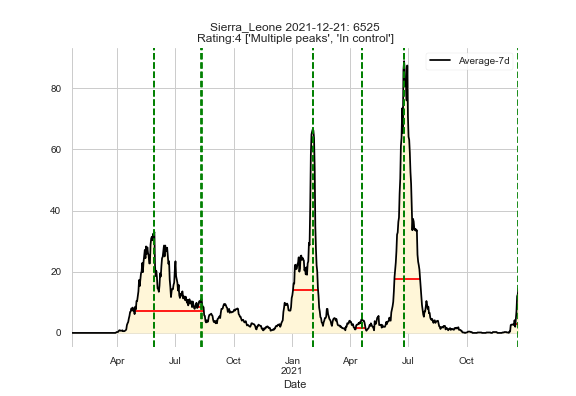 Sierra_Leone 2021-12-21: 6525
Rating:4 ['Multiple peaks', 'In control']
Average-7d
80
60
40
20
0
Apr Jul Oct Jan Apr Jul Oct
2021
Date